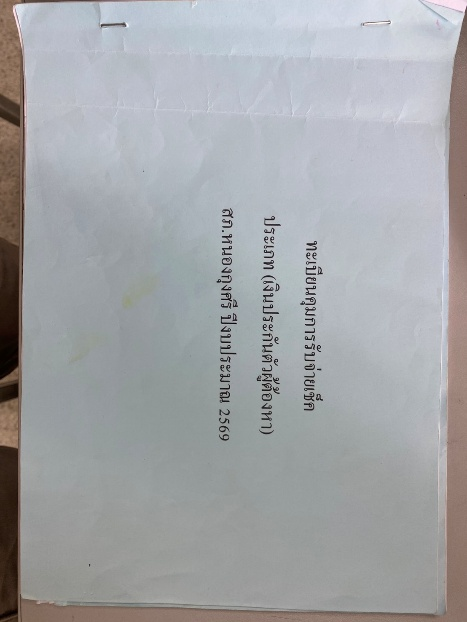 ทะเบียนคุมการรับจ่ายเช็ค
ประเภท (เงินประกันตัวผู้ต้องหา)
สภ.หนองกุงศรี ปีงบประมาณ 2569